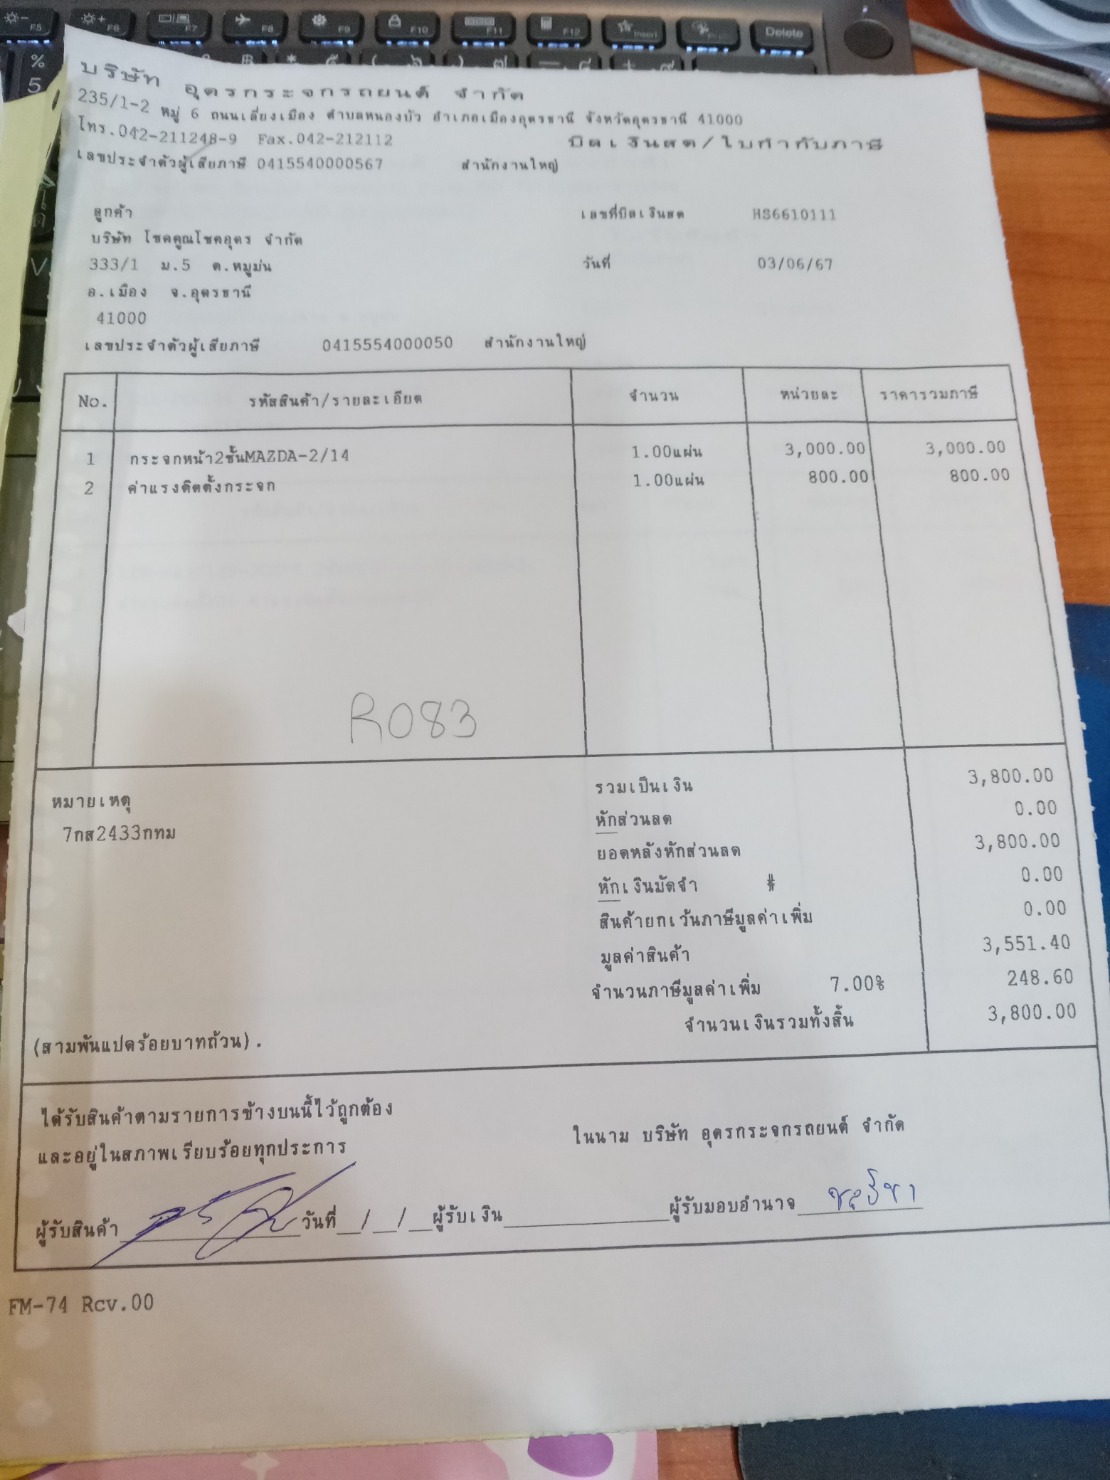 บริษัท อุดรกระจกรถยนต์ จำกัด
235/1-2 หมู่ 6 ถนนเลี่ยงเมือง ตำบลหนองบัว อำเภอเมืองอุดรธานี จังหวัดอุดรธานี 41000
โทร.042-211248-9 Fax.042-212112
บิลเงินสด/ใบกำกับภาษี
เลขประจำตัวผู้เสียภาษี 0415540000567 สำนักงานใหญ่
ลูกค้า เลขที่บิลเงินสด HS6610111
บริษัท โชคคูณโชคอุดร จำกัด
333/1 ม.5 ต.หมูม่น วันที่ 03/06/67
อ.เมือง จ.อุดรธานี
41000
เลขประจำตัวผู้เสียภาษี 0415554000050 สำนักงานใหญ่
No. รหัสสินค้า/รายละเอียด จำนวน หน่วยละ ราคารวมภาษี
1 กระจกหน้า2ชั้นMAZDA-2/14 1.00แผ่น 3,000.00 3,000.00
2 ค่าแรงติดตั้งกระจก 1.00แผ่น 800.00 800.00
R083
หมายเหตุ
7กส2433กทม
รวมเป็นเงิน 3,800.00
หักส่วนลด 0.00
ยอดหลังหักส่วนลด 3,800.00
หักเงินมัดจำ # 0.00
สินค้ายกเว้นภาษีมูลค่าเพิ่ม 0.00
มูลค่าสินค้า 3,551.40
จำนวนภาษีมูลค่าเพิ่ม 7.00% 248.60
จำนวนเงินรวมทั้งสิ้น 3,800.00
(สามพันแปดร้อยบาทถ้วน).
ได้รับสินค้าตามรายการข้างบนนี้ไว้ถูกต้อง
และอยู่ในสภาพเรียบร้อยทุกประการ
ในนาม บริษัท อุดรกระจกรถยนต์ จำกัด
ผู้รับสินค้า วันที่__/__/__ผู้รับเงิน ผู้รับมอบอำนาจ
FM-74 Rev.00